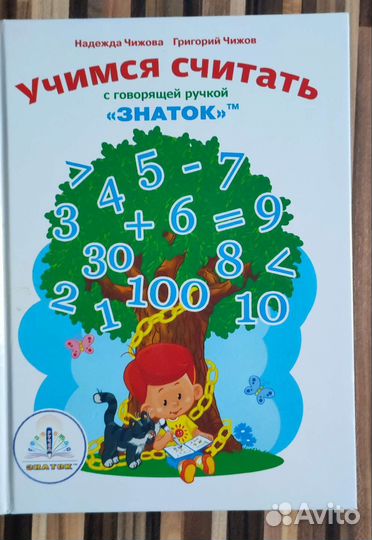 Надежда Чижова Григорий Чижов
Учимся считать
с говорящей ручкой
«ЗНАТОК»™
> 4 5 - 7
3 + 6 = 9
30 8 <
2 1 100 10
ЗНАТОК™
Avito